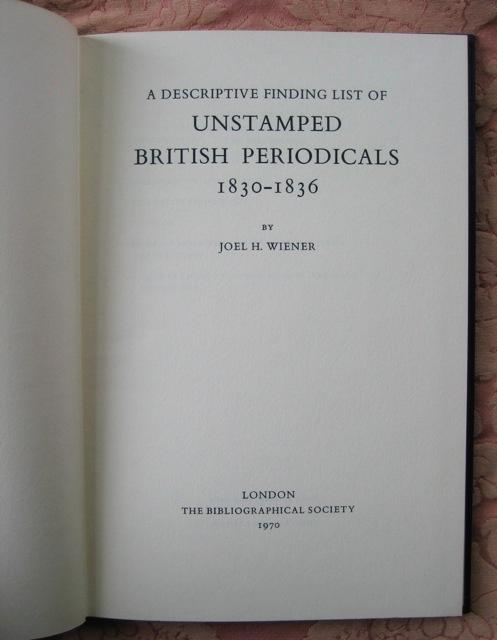 A DESCRIPTIVE FINDING LIST OF
UNSTAMPED
BRITISH PERIODICALS
1830-1836
BY
JOEL H. WIENER
LONDON
THE BIBLIOGRAPHICAL SOCIETY
1970